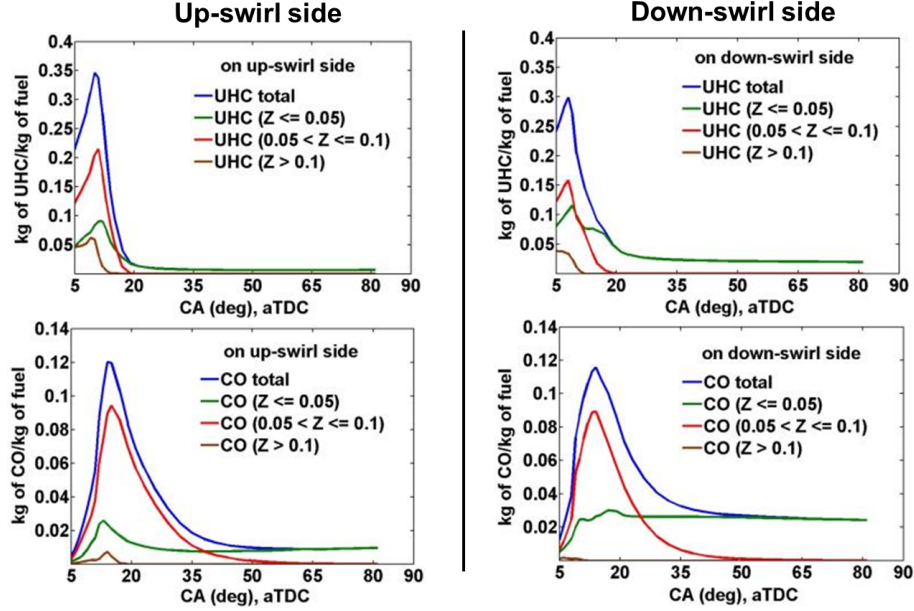 Up-swirl side
Down-swirl side
0.4
0.35
0.3
0.25
0.2
0.15
0.1
0.05
kg of UHC/kg of fuel
on up-swirl side
UHC total
UHC (Z <= 0.05)
UHC (0.05 < Z <= 0.1)
UHC (Z > 0.1)
5 20 35 50 65 80 90
CA (deg), aTDC
0.4
0.35
0.3
0.25
0.2
0.15
0.1
0.05
kg of UHC/kg of fuel
on down-swirl side
UHC total
UHC (Z <= 0.05)
UHC (0.05 < Z <= 0.1)
UHC (Z > 0.1)
5 20 35 50 65 80 90
CA (deg), aTDC
0.14
0.12
0.1
0.08
0.06
0.04
0.02
kg of CO/kg of fuel
on up-swirl side
CO total
CO (Z <= 0.05)
CO (0.05 < Z <= 0.1)
CO (Z > 0.1)
5 20 35 50 65 80 90
CA (deg), aTDC
0.14
0.12
0.1
0.08
0.06
0.04
0.02
kg of CO/kg of fuel
on down-swirl side
CO total
CO (Z <= 0.05)
CO (0.05 < Z <= 0.1)
CO (Z > 0.1)
5 20 35 50 65 80 90
CA (deg), aTDC